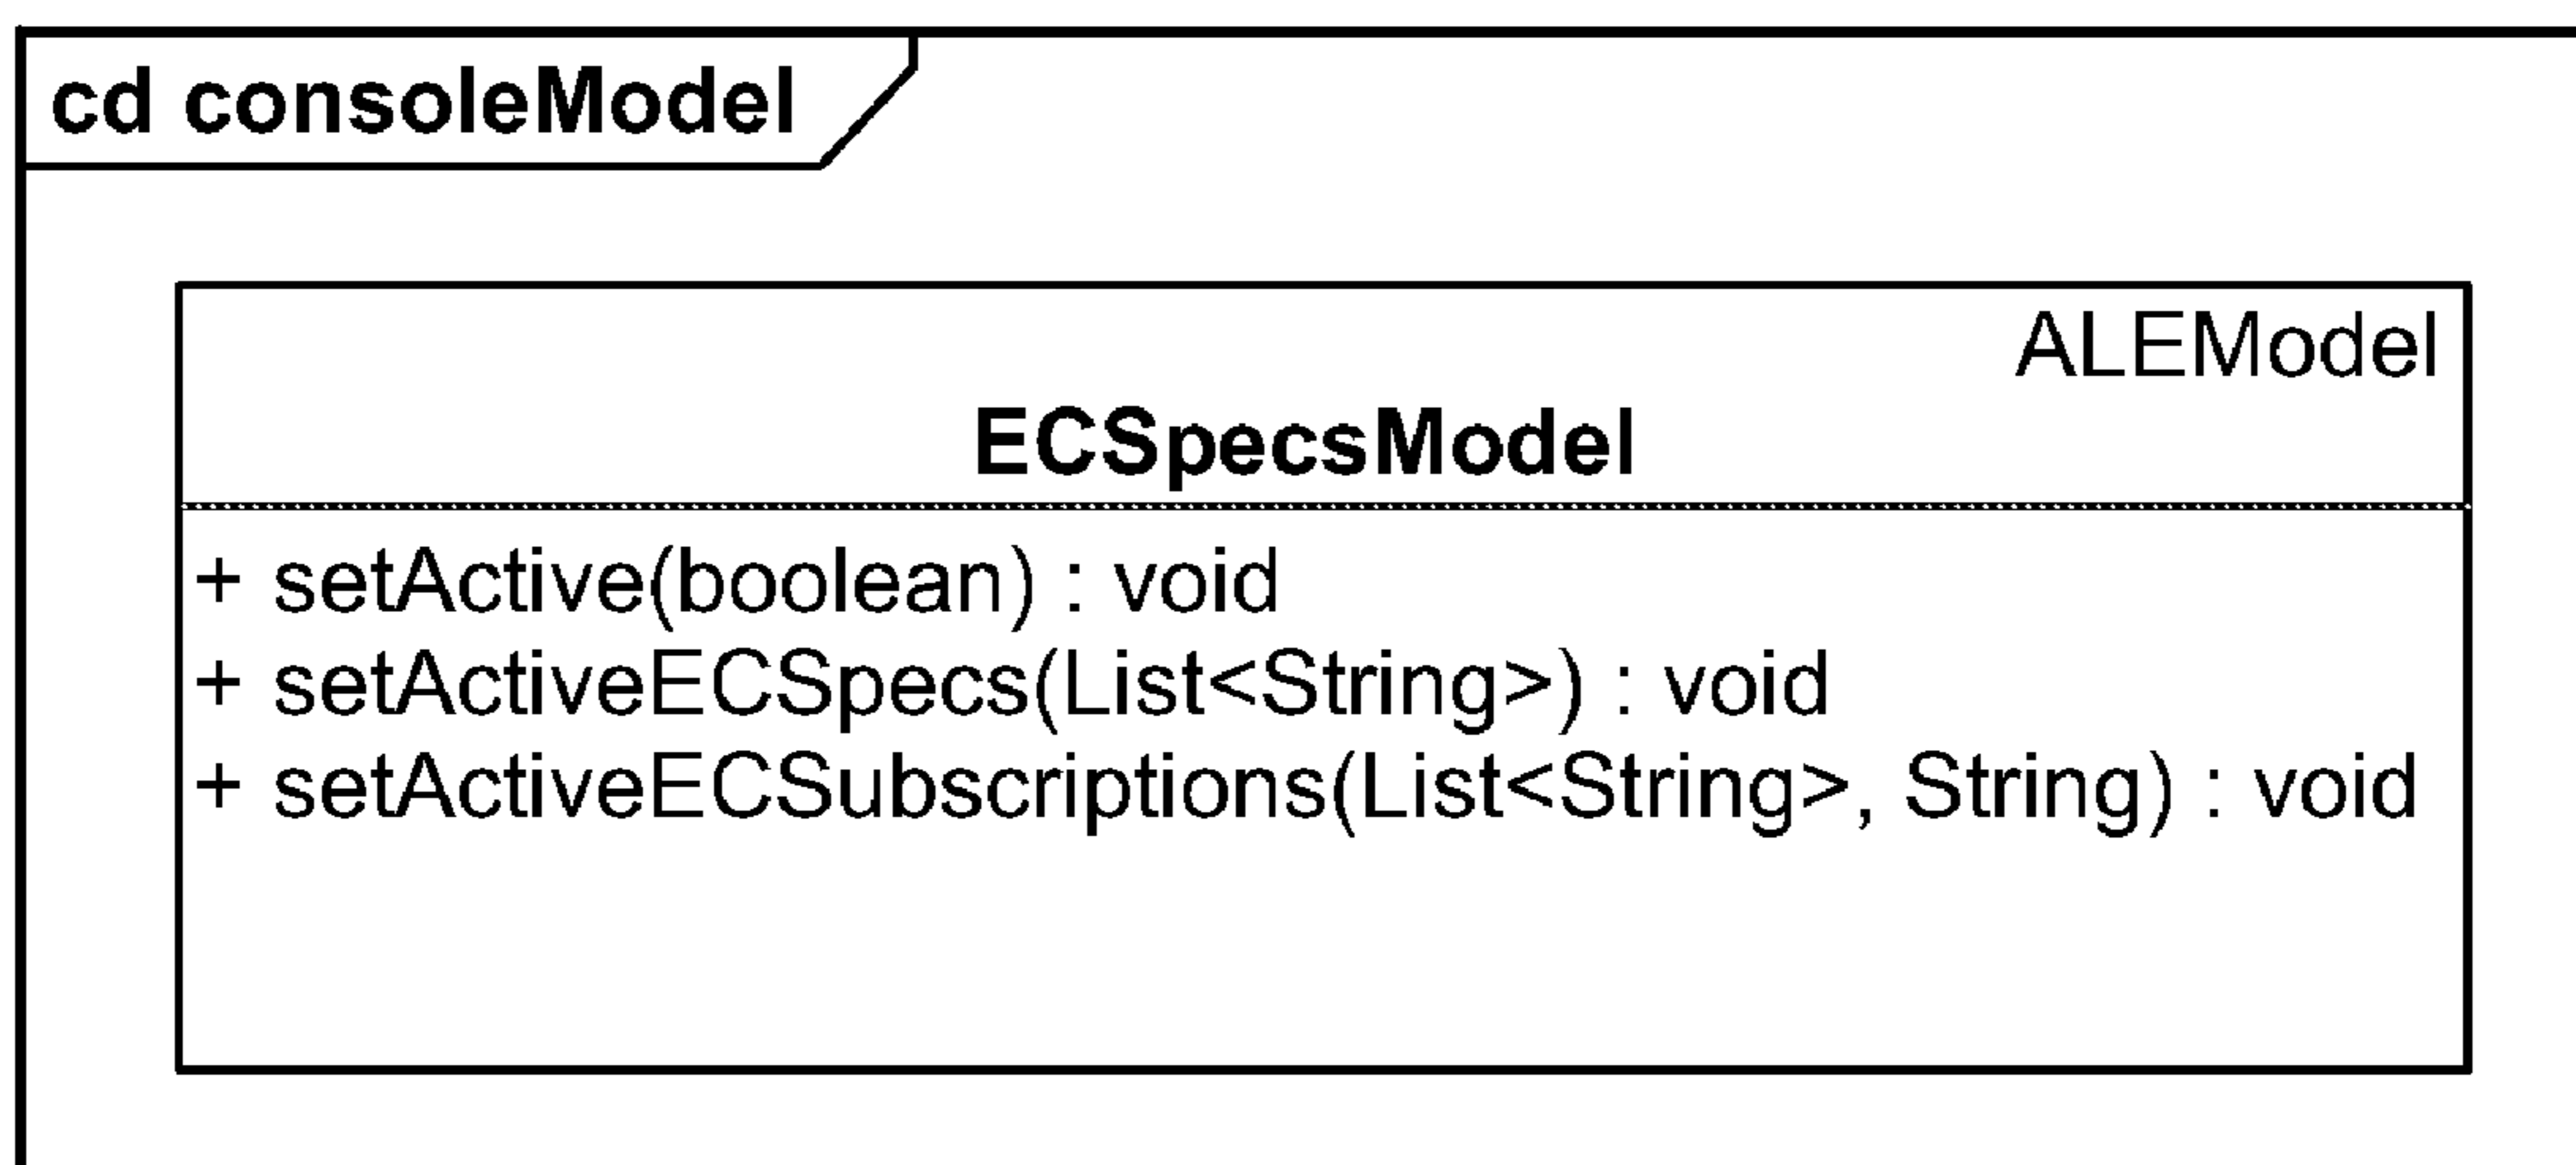 cd consoleModel
ALEModel
ECSpecsModel
+ setActive(boolean) : void
+ setActiveECSpecs(List<String>) : void
+ setActiveECSubscriptions(List<String>, String) : void